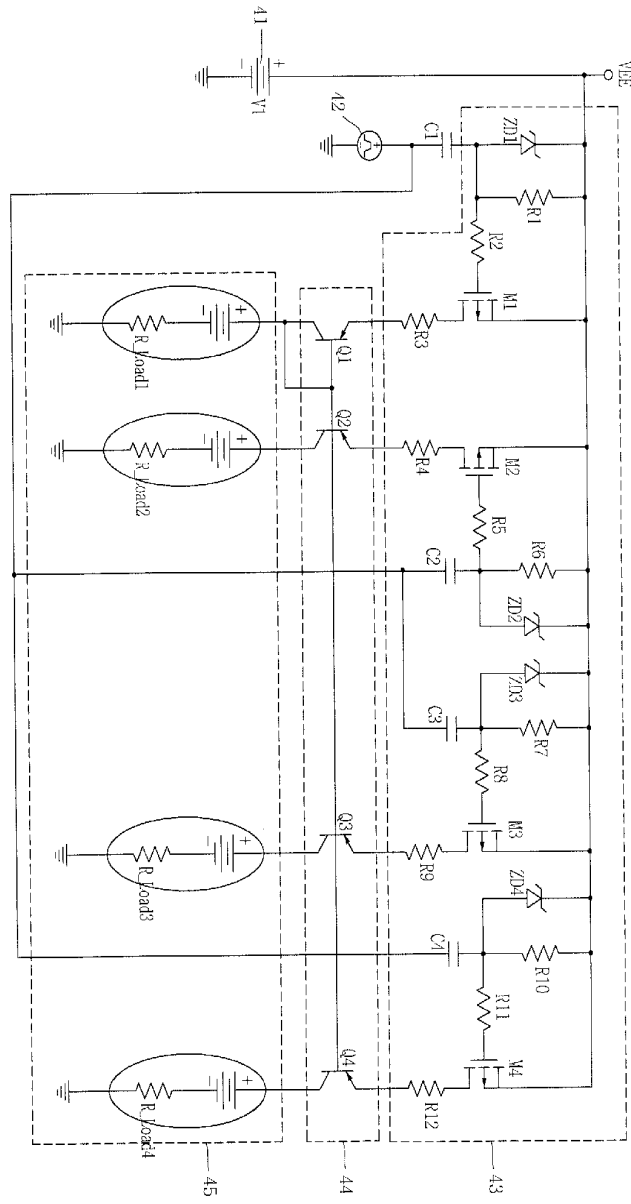 VEE
41
V1
42
C1
ZD1
R1
R2
M1
R3
Q1
R_Load1
Q2
R4
M2
R5
R6
C2
ZD2
R_Load2
ZD3
C3
R7
R8
M3
R9
Q3
R_Load3
ZD4
C4
R10
R11
M4
R12
Q4
R_Load4
45
44
43